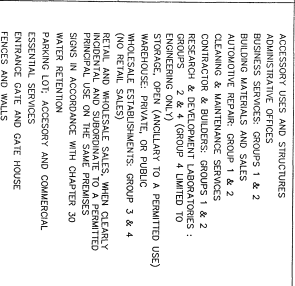 ACCESSORY USES AND STRUCTURES
ADMINISTRATIVE OFFICES
BUSINESS SERVICES: GROUPS 1 & 2
BUILDING MATERIALS AND SALES
AUTOMOTIVE REPAIR: GROUP 1 & 2
CLEANING & MAINTENANCE SERVICES
CONTRACTOR & BUILDERS: GROUPS 1 & 2
RESEARCH & DEVELOPMENT LABORATORIES :
GROUPS 2 & 4 (GROUP 4 LIMITED TO
ENGINEERING ONLY)
STORAGE, OPEN (ANCILLARY TO A PERMITTED USE)
WAREHOUSE: PRIVATE, OR PUBLIC
WHOLESALE ESTABLISHMENTS: GROUP 3 & 4
(NO RETAIL SALES)
RETAIL AND WHOLESALE SALES, WHEN CLEARLY
INCIDENTAL AND SUBORDINATE TO A PERMITTED
PRINCIPAL USE ON THE SAME PREMISES
SIGNS IN ACCORDANCE WITH CHAPTER 30
WATER RETENTION
PARKING LOT: ACCESORY AND COMMERCIAL
ESSENTIAL SERVICES
ENTRANCE GATE AND GATE HOUSE
FENCES AND WALLS